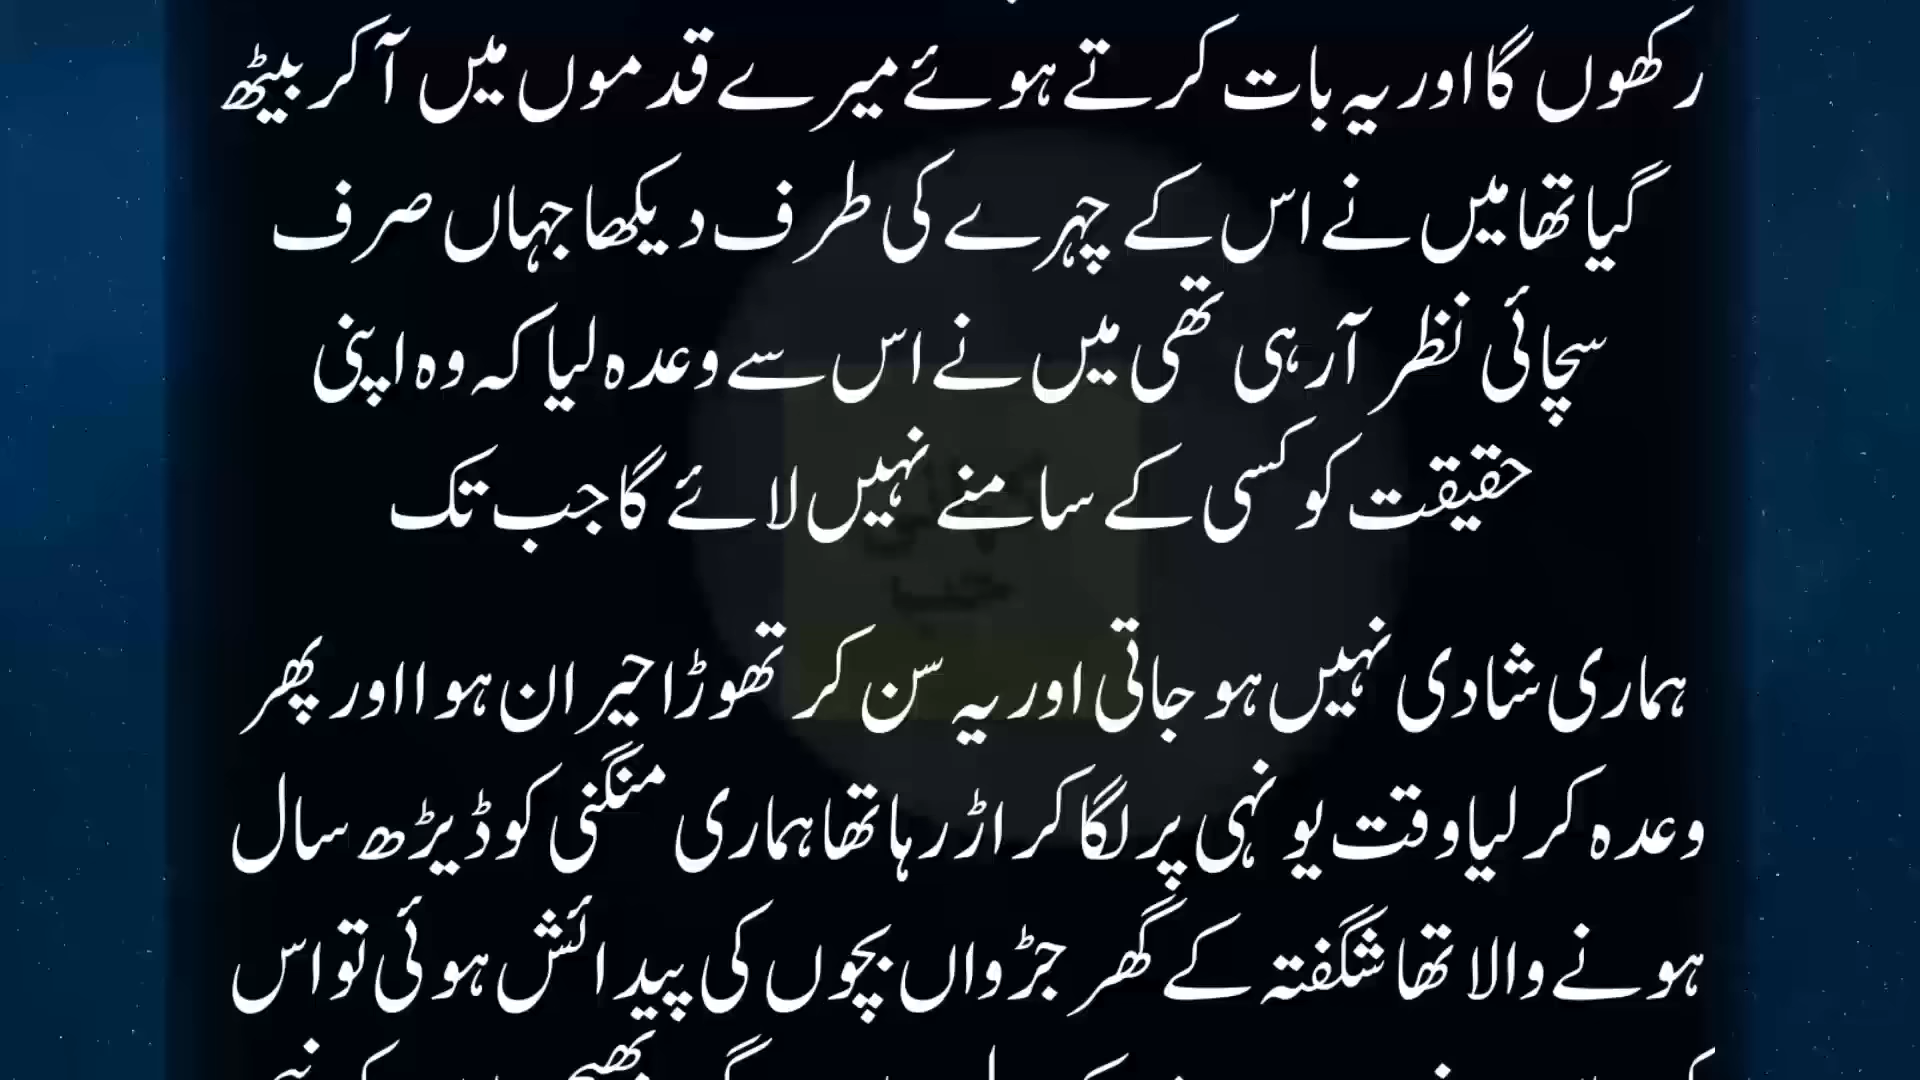 رکھوں گا اور یہ بات کرتے ہوئے میرے قدموں میں آ کر بیٹھ
گیا تھا میں نے اس کے چہرے کی طرف دیکھا جہاں صرف
سچائی نظر آرہی تھی میں نے اس سے وعدہ لیا کہ وہ اپنی
حقیقت کو کسی کے سامنے نہیں لائے گا جب تک
ہماری شادی نہیں ہو جاتی اور یہ سن کر تھوڑا حیران ہوا اور پھر
وعدہ کر لیا وقت یو نہی پر لگا کر اڑ رہا تھا ہماری منگنی کو ڈیڑھ سال
ہونے والا تھا شگفتہ کے گھر جڑواں بچوں کی پیدائش ہوئی تو اس